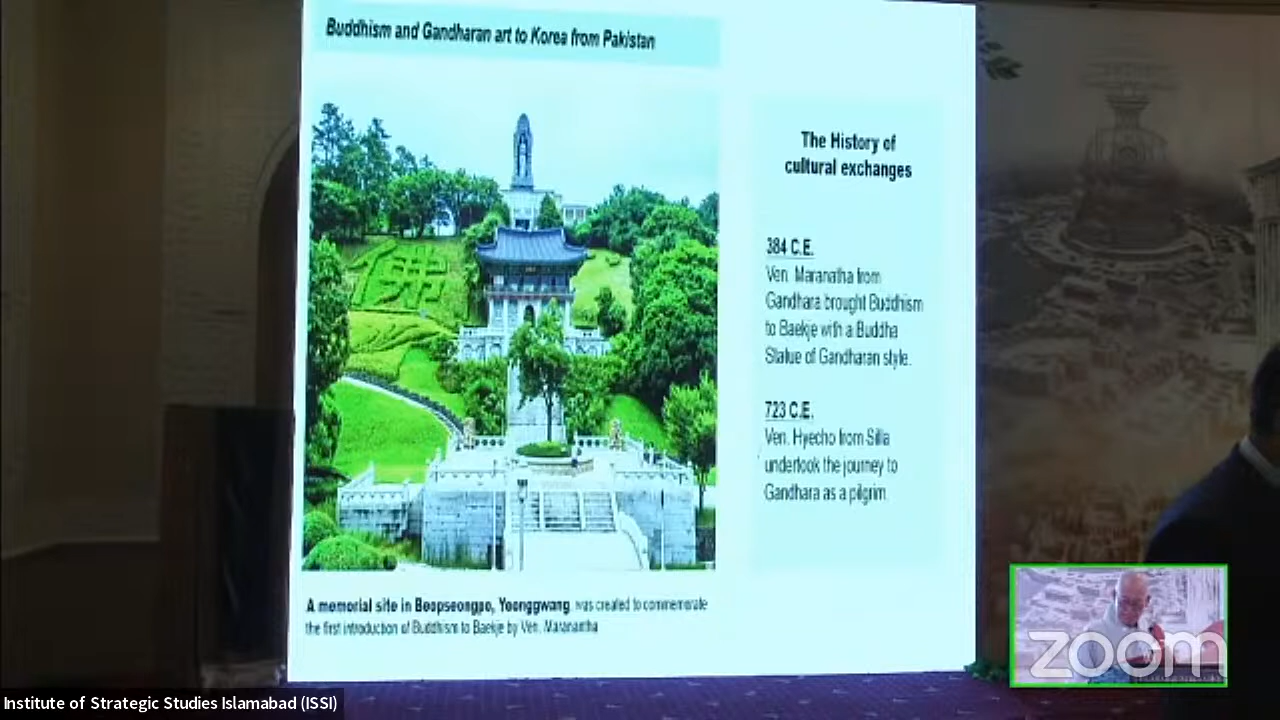 Buddhism and Gandharan art to Korea from Pakistan
佛
The History of
cultural exchanges
384 C.E.
Ven. Maranatha from
Gandhara brought Buddhism
to Baekje with a Buddha
Statue of Gandharan style.
723 C.E.
Ven. Hyecho from Silla
undertook the journey to
Gandhara as a pilgrim.
A memorial site in Beopseongpo, Yeonggwang was created to commemorate
the first introduction of Buddhism to Baekje by Ven. Maranantha
zoom
Institute of Strategic Studies Islamabad (ISSI)